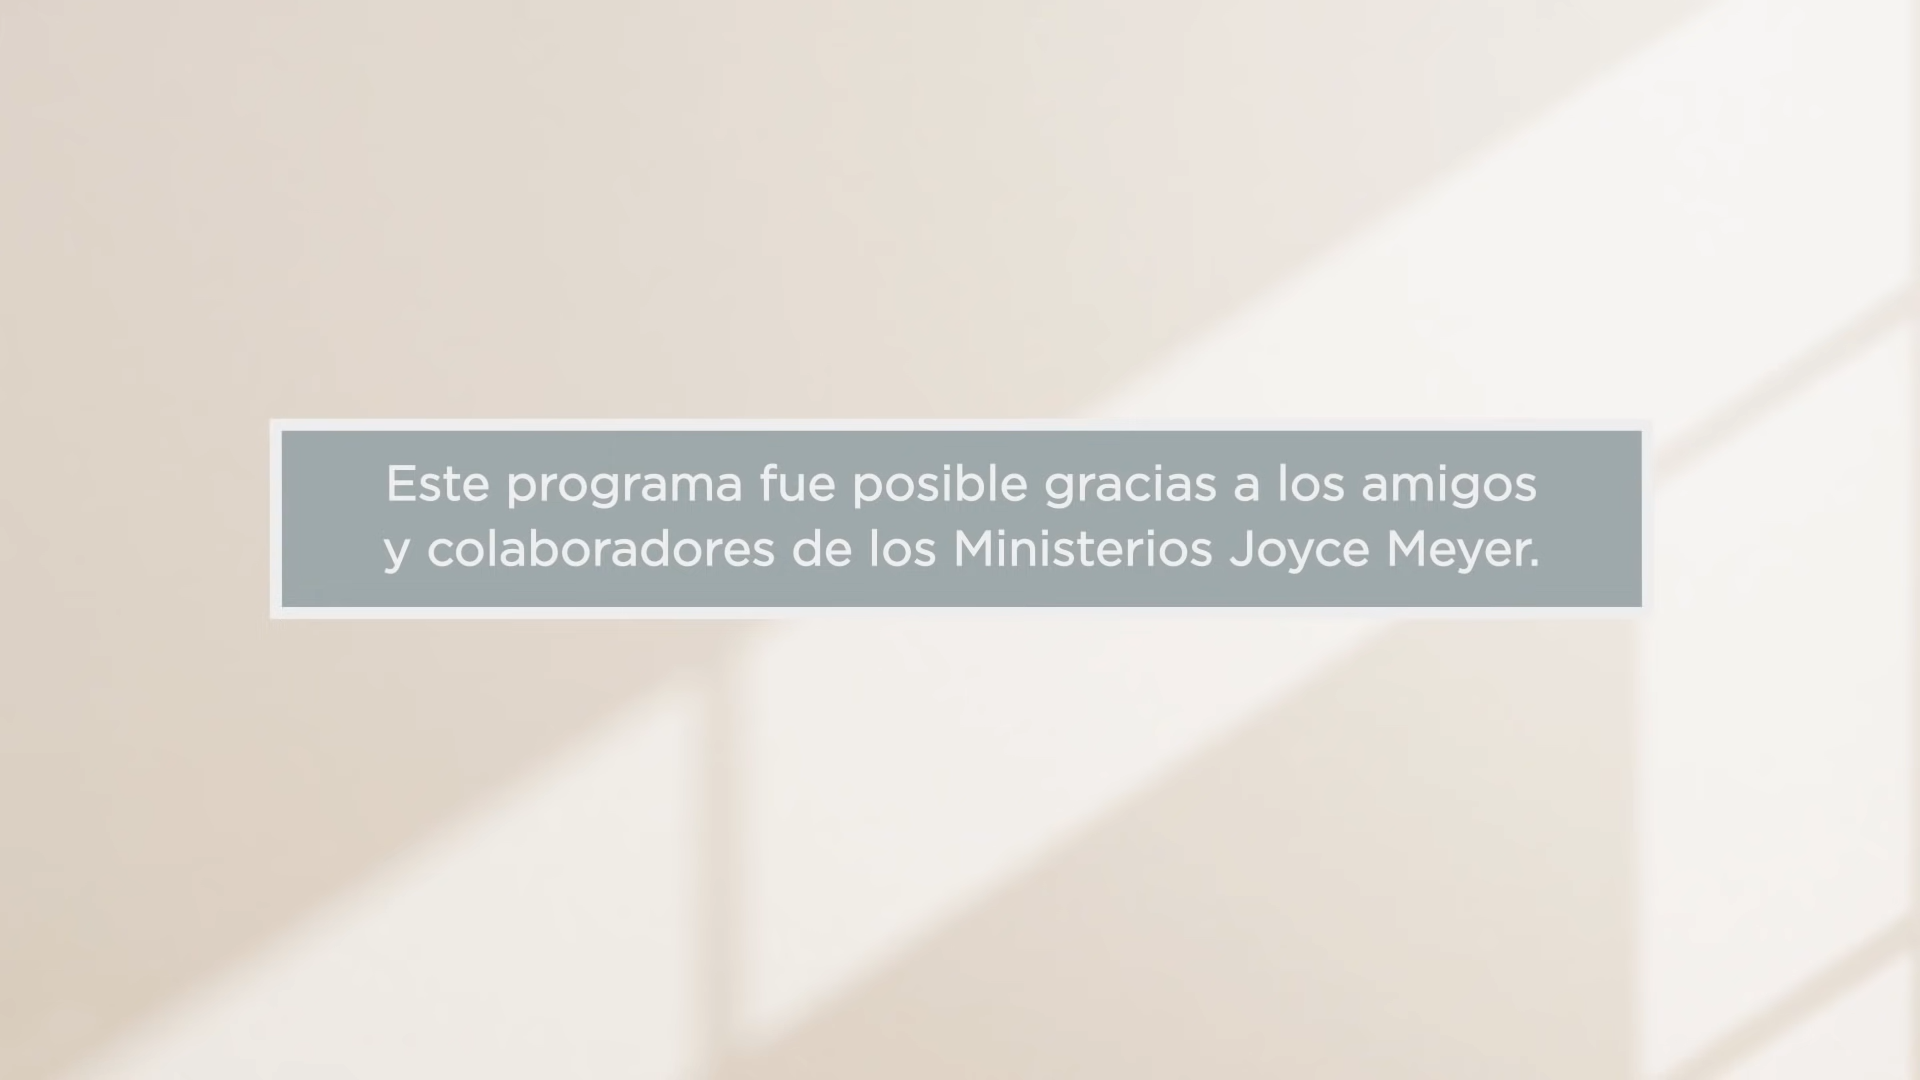 Este programa fue posible gracias a los amigos
y colaboradores de los Ministerios Joyce Meyer.